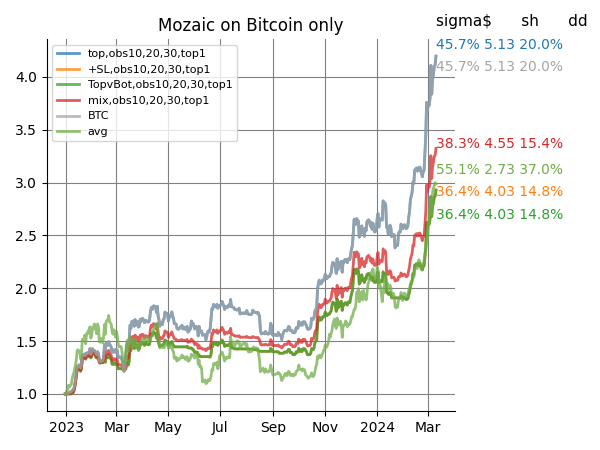 Mozaic on Bitcoin only
sigma$ sh dd
top,obs10,20,30,top1
+SL,obs10,20,30,top1
TopvBot,obs10,20,30,top1
mix,obs10,20,30,top1
BTC
avg
45.7% 5.13 20.0%
45.7% 5.13 20.0%
38.3% 4.55 15.4%
55.1% 2.73 37.0%
36.4% 4.03 14.8%
36.4% 4.03 14.8%
4.0
3.5
3.0
2.5
2.0
1.5
1.0
2023 Mar May Jul Sep Nov 2024 Mar